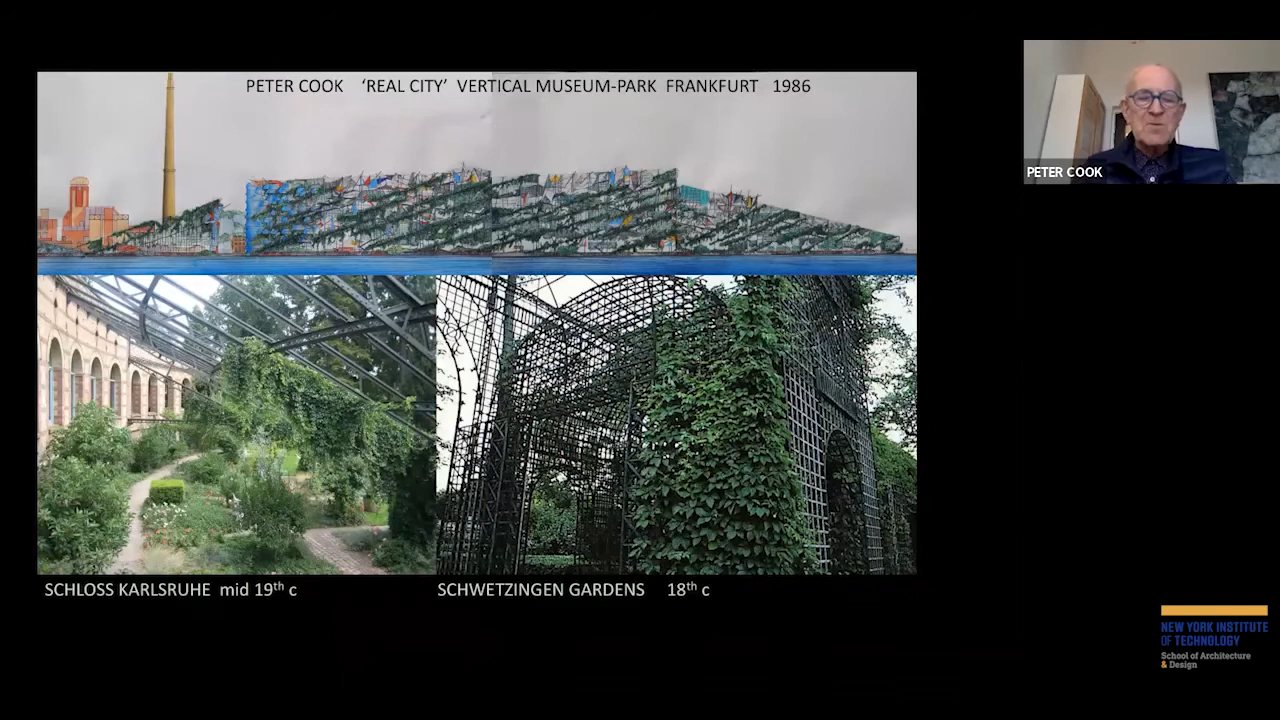 PETER COOK ‘REAL CITY’ VERTICAL MUSEUM-PARK FRANKFURT 1986
PETER COOK
SCHLOSS KARLSRUHE mid 19th c
SCHWETZINGEN GARDENS 18th c
NEW YORK INSTITUTE
OF TECHNOLOGY
School of Architecture
& Design